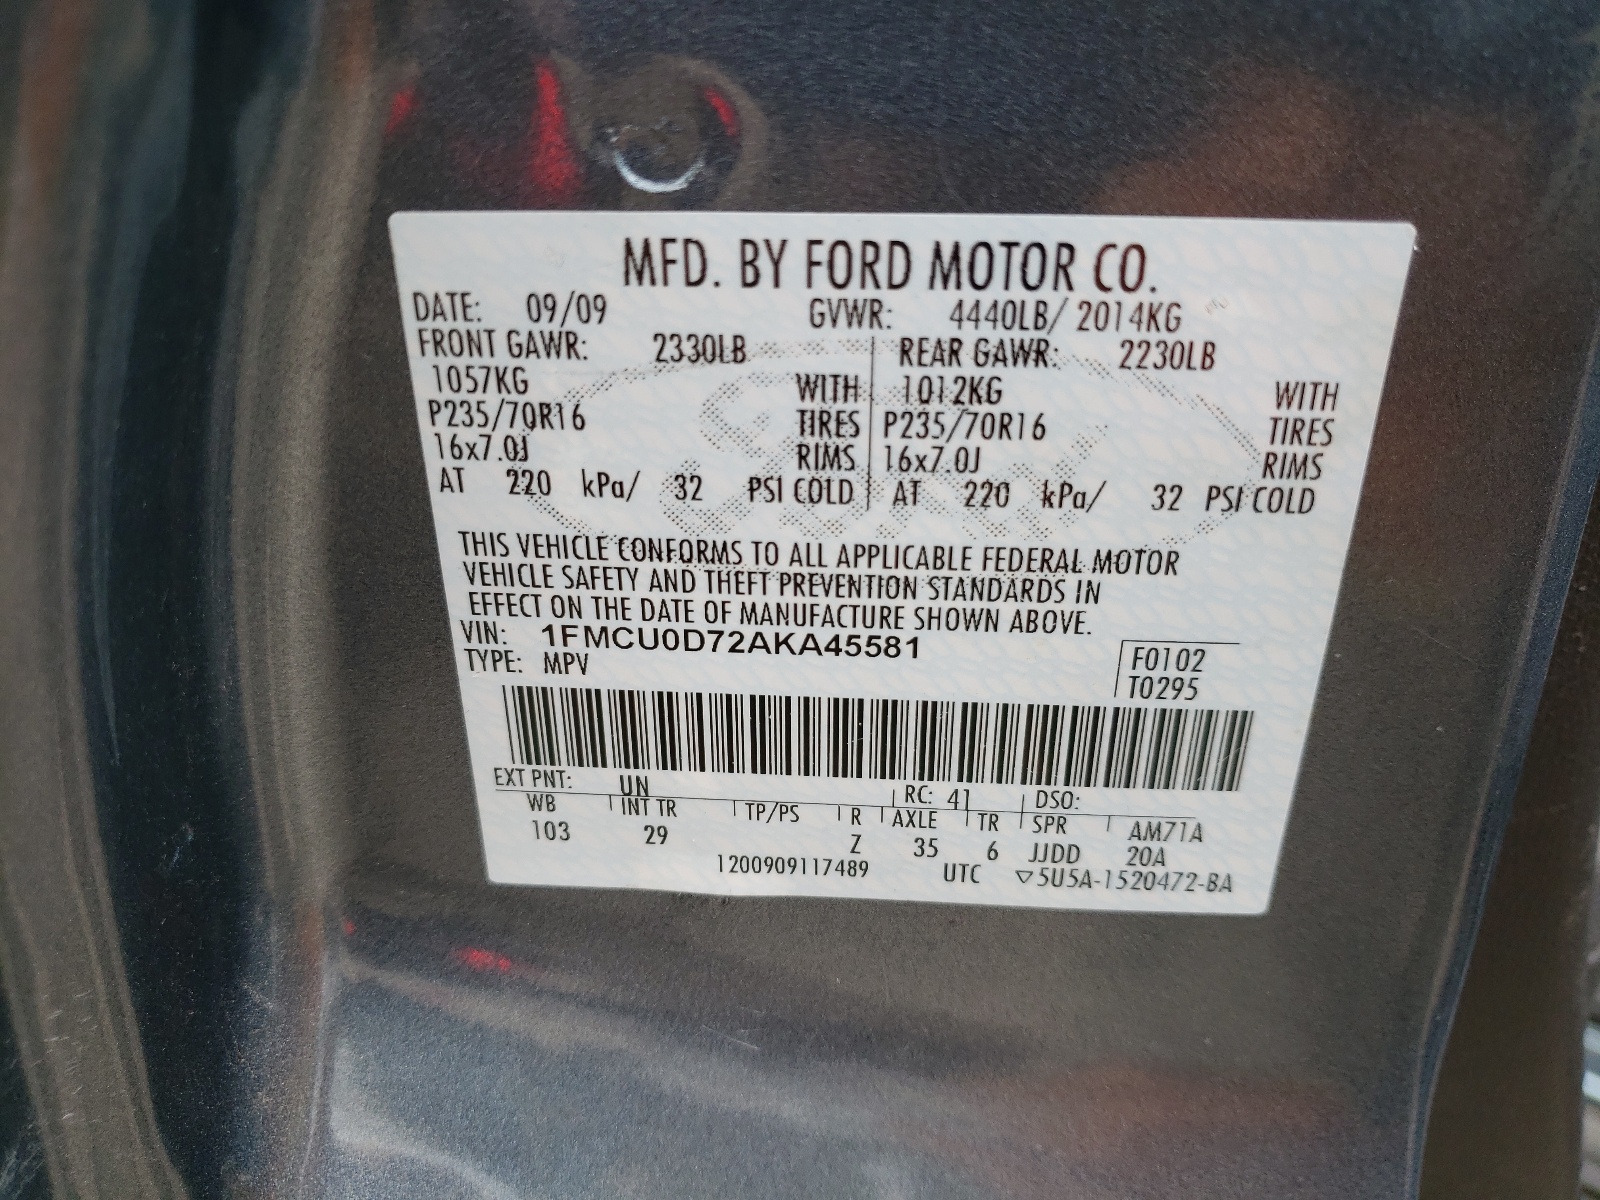 MFD. BY FORD MOTOR CO.
DATE: 09/09 GVWR: 4440LB/ 2014KG
FRONT GAWR: 2330LB REAR GAWR: 2230LB
1057KG WITH 1012KG WITH
P235/70R16 TIRES P235/70R16 TIRES
16x7.0J RIMS 16x7.0J RIMS
AT 220 kPa/ 32 PSI COLD AT 220 kPa/ 32 PSI COLD
THIS VEHICLE CONFORMS TO ALL APPLICABLE FEDERAL MOTOR
VEHICLE SAFETY AND THEFT PREVENTION STANDARDS IN
EFFECT ON THE DATE OF MANUFACTURE SHOWN ABOVE.
VIN: 1FMCU0D72AKA45581
TYPE: MPV
F0102
T0295
EXT PNT: UN RC: 41 DSO:
WB INT TR TP/PS R AXLE TR SPR AM71A
103 29 Z 35 6 JJDD 20A
1200909117489 UTC ▽5U5A-1520472-BA